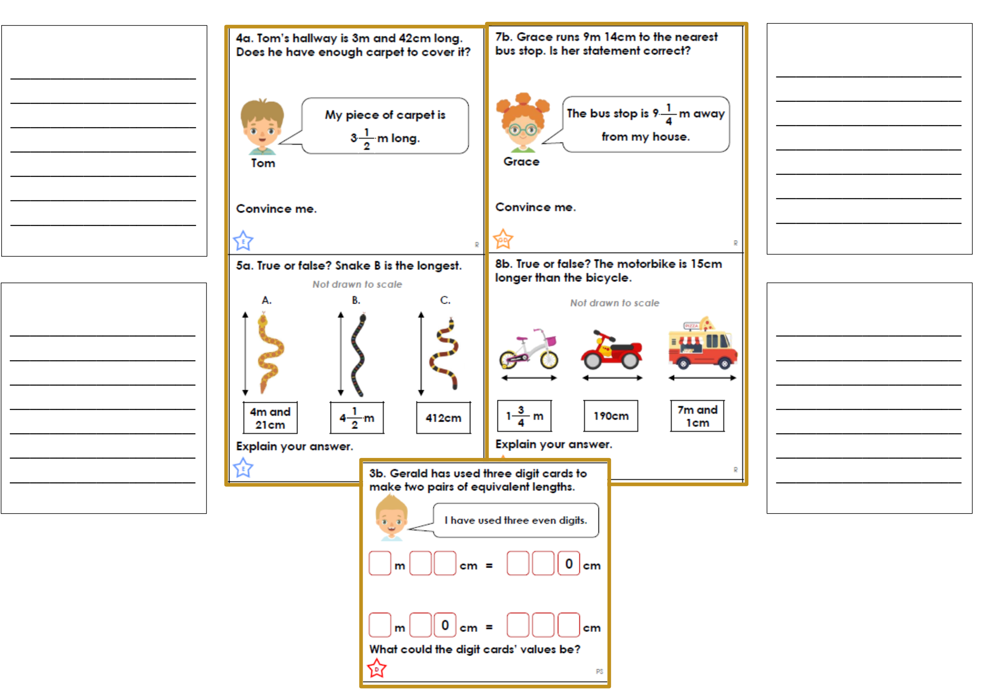 4a. Tom's hallway is 3m and 42cm long.
Does he have enough carpet to cover it?
My piece of carpet is
3 1/2 m long.
Tom
Convince me.
E
R
7b. Grace runs 9m 14cm to the nearest
bus stop. Is her statement correct?
The bus stop is 9 1/4 m away
from my house.
Grace
Convince me.
GD
R
5a. True or false? Snake B is the longest.
Not drawn to scale
A. B. C.
4m and
21cm
4 1/2 m
412cm
Explain your answer.
E
8b. True or false? The motorbike is 15cm
longer than the bicycle.
Not drawn to scale
PIZZA
1 3/4 m
190cm
7m and
1cm
Explain your answer.
R
3b. Gerald has used three digit cards to
make two pairs of equivalent lengths.
I have used three even digits.
m cm = 0 cm
m 0 cm = cm
What could the digit cards' values be?
D
PS